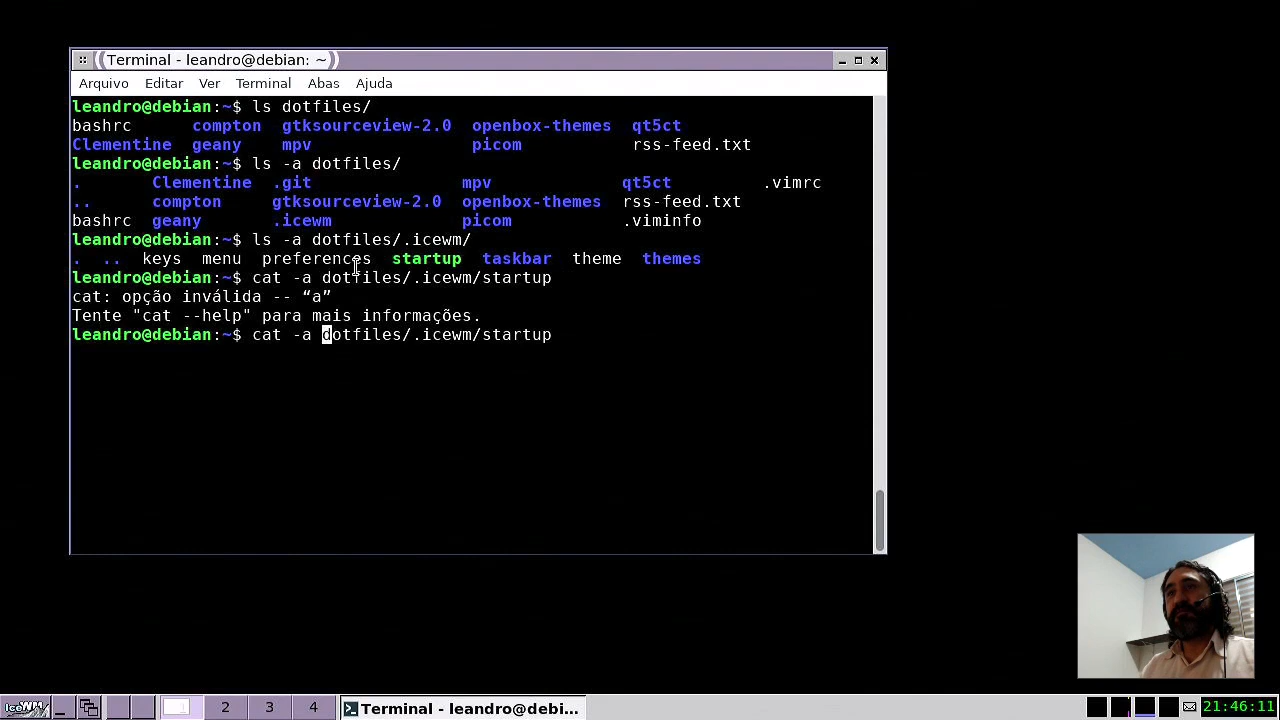 Terminal - leandro@debian: ~
Arquivo Editar Ver Terminal Abas Ajuda
leandro@debian:~$ ls dotfiles/
bashrc compton gtksourceview-2.0 openbox-themes qt5ct
Clementine geany mpv picom rss-feed.txt
leandro@debian:~$ ls -a dotfiles/
. Clementine .git mpv qt5ct .vimrc
.. compton gtksourceview-2.0 openbox-themes rss-feed.txt
bashrc geany .icewm picom .viminfo
leandro@debian:~$ ls -a dotfiles/.icewm/
. .. keys menu preferences startup taskbar theme themes
leandro@debian:~$ cat -a dotfiles/.icewm/startup
cat: opção inválida -- “a”
Tente "cat --help" para mais informações.
leandro@debian:~$ cat -a dotfiles/.icewm/startup
IceWM 1 2 3 4 Terminal - leandro@debi... 21:46:11